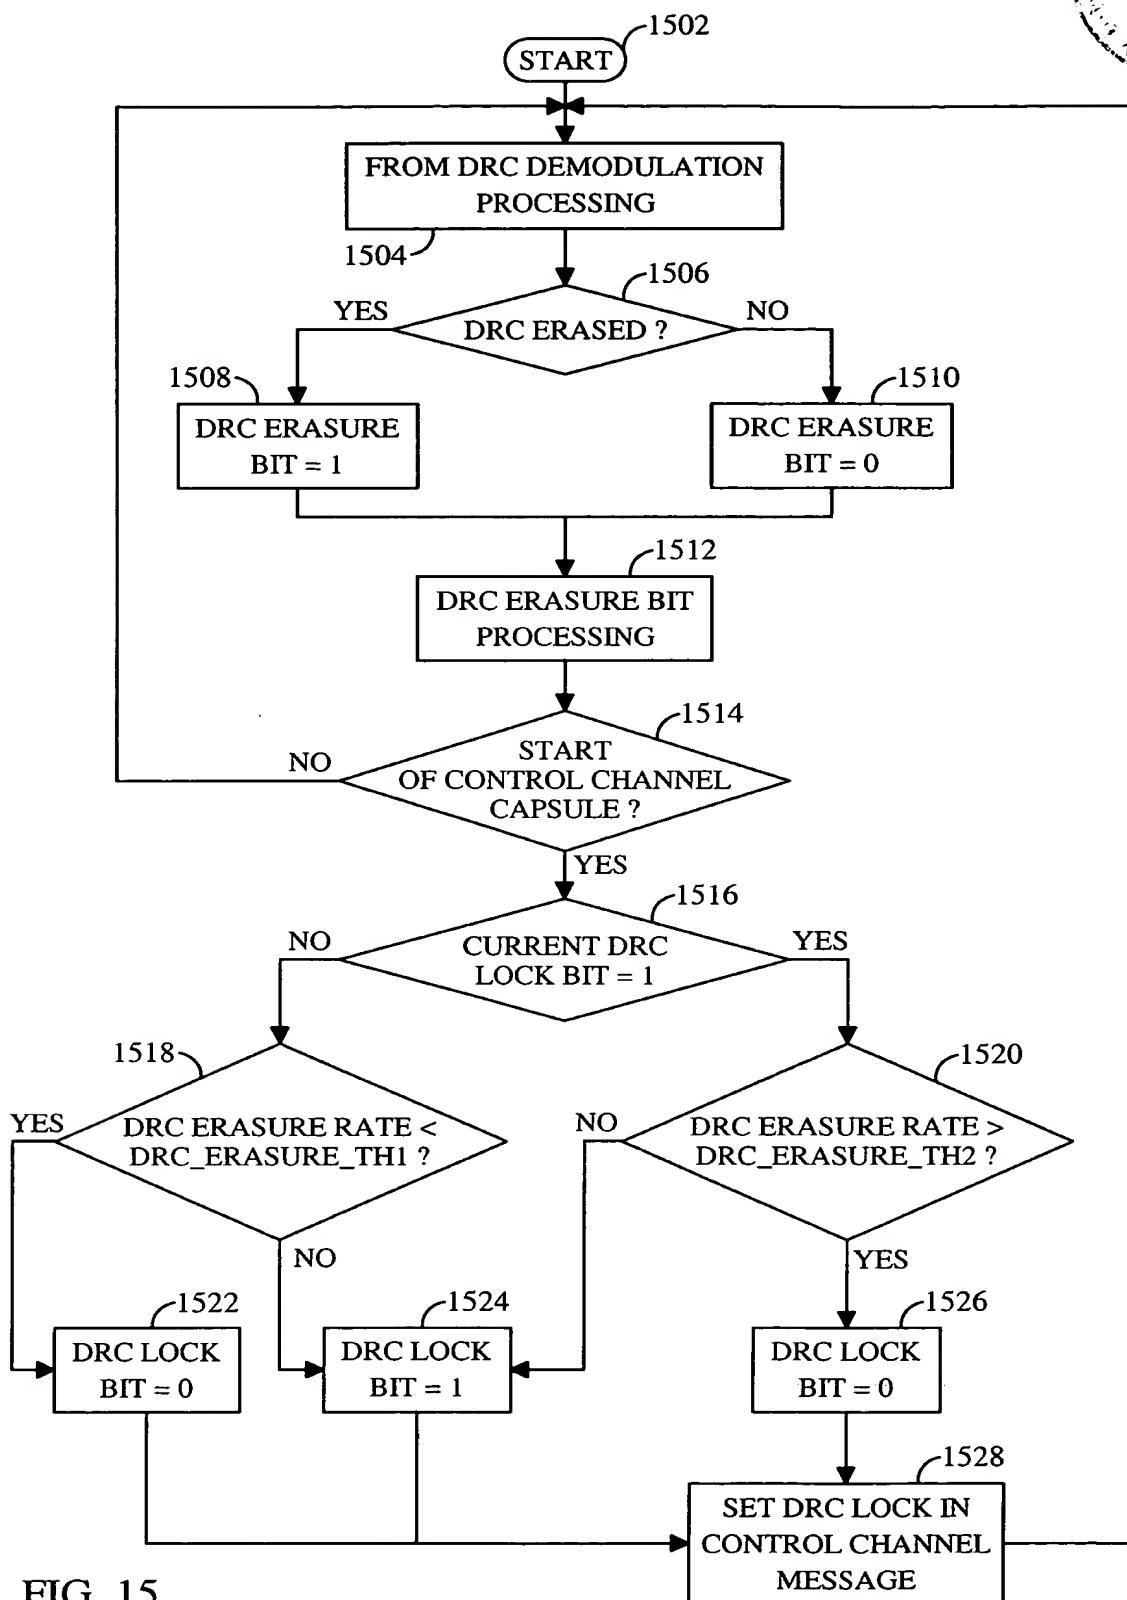 1502
START
FROM DRC DEMODULATION
PROCESSING
1504
1506
YES
NO
DRC ERASED ?
1508
1510
DRC ERASURE
BIT = 1
DRC ERASURE
BIT = 0
1512
DRC ERASURE BIT
PROCESSING
1514
NO
START
OF CONTROL CHANNEL
CAPSULE ?
YES
1516
NO
YES
CURRENT DRC
LOCK BIT = 1
1518
1520
YES
DRC ERASURE RATE <
DRC_ERASURE_TH1 ?
NO
DRC ERASURE RATE >
DRC_ERASURE_TH2 ?
NO
YES
1522
1524
1526
DRC LOCK
BIT = 0
DRC LOCK
BIT = 1
DRC LOCK
BIT = 0
1528
SET DRC LOCK IN
CONTROL CHANNEL
MESSAGE
FIG. 15